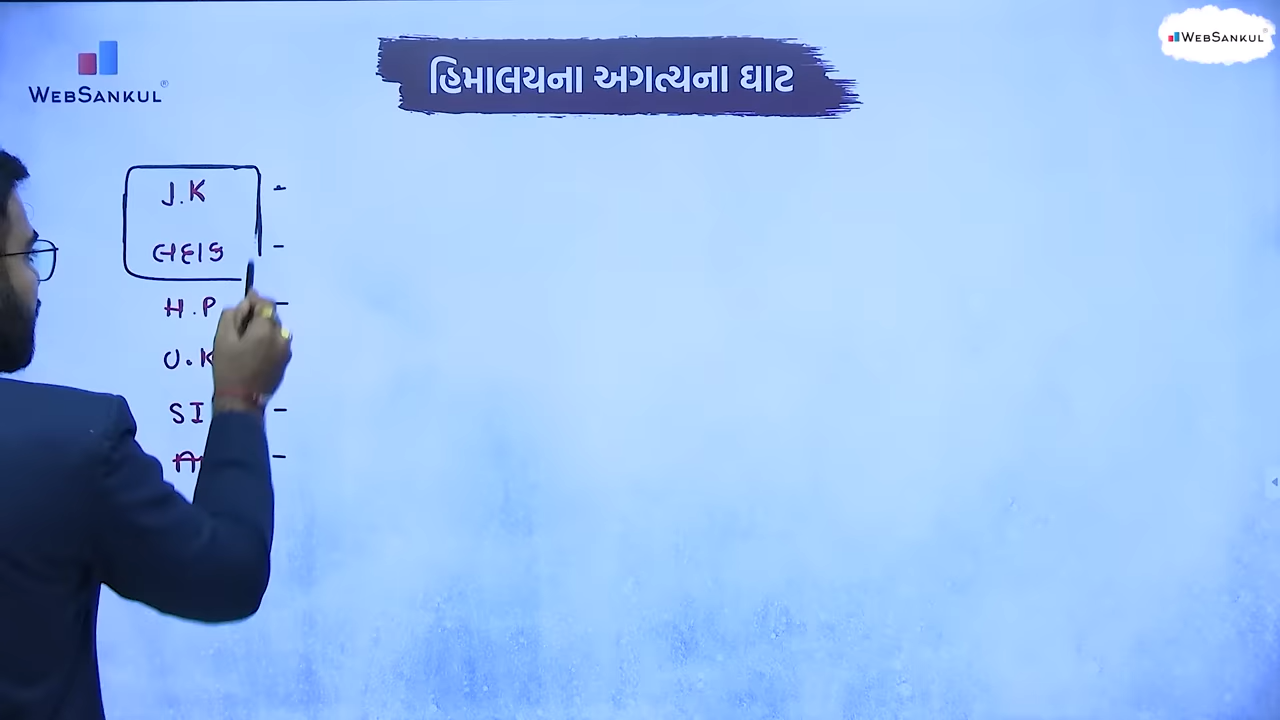 WEBSANKUL®
હિમાલયના અગત્યના ઘાટ
WEBSANKUL
J.K -
લદાક -
H.P -
U.K
SI -
-